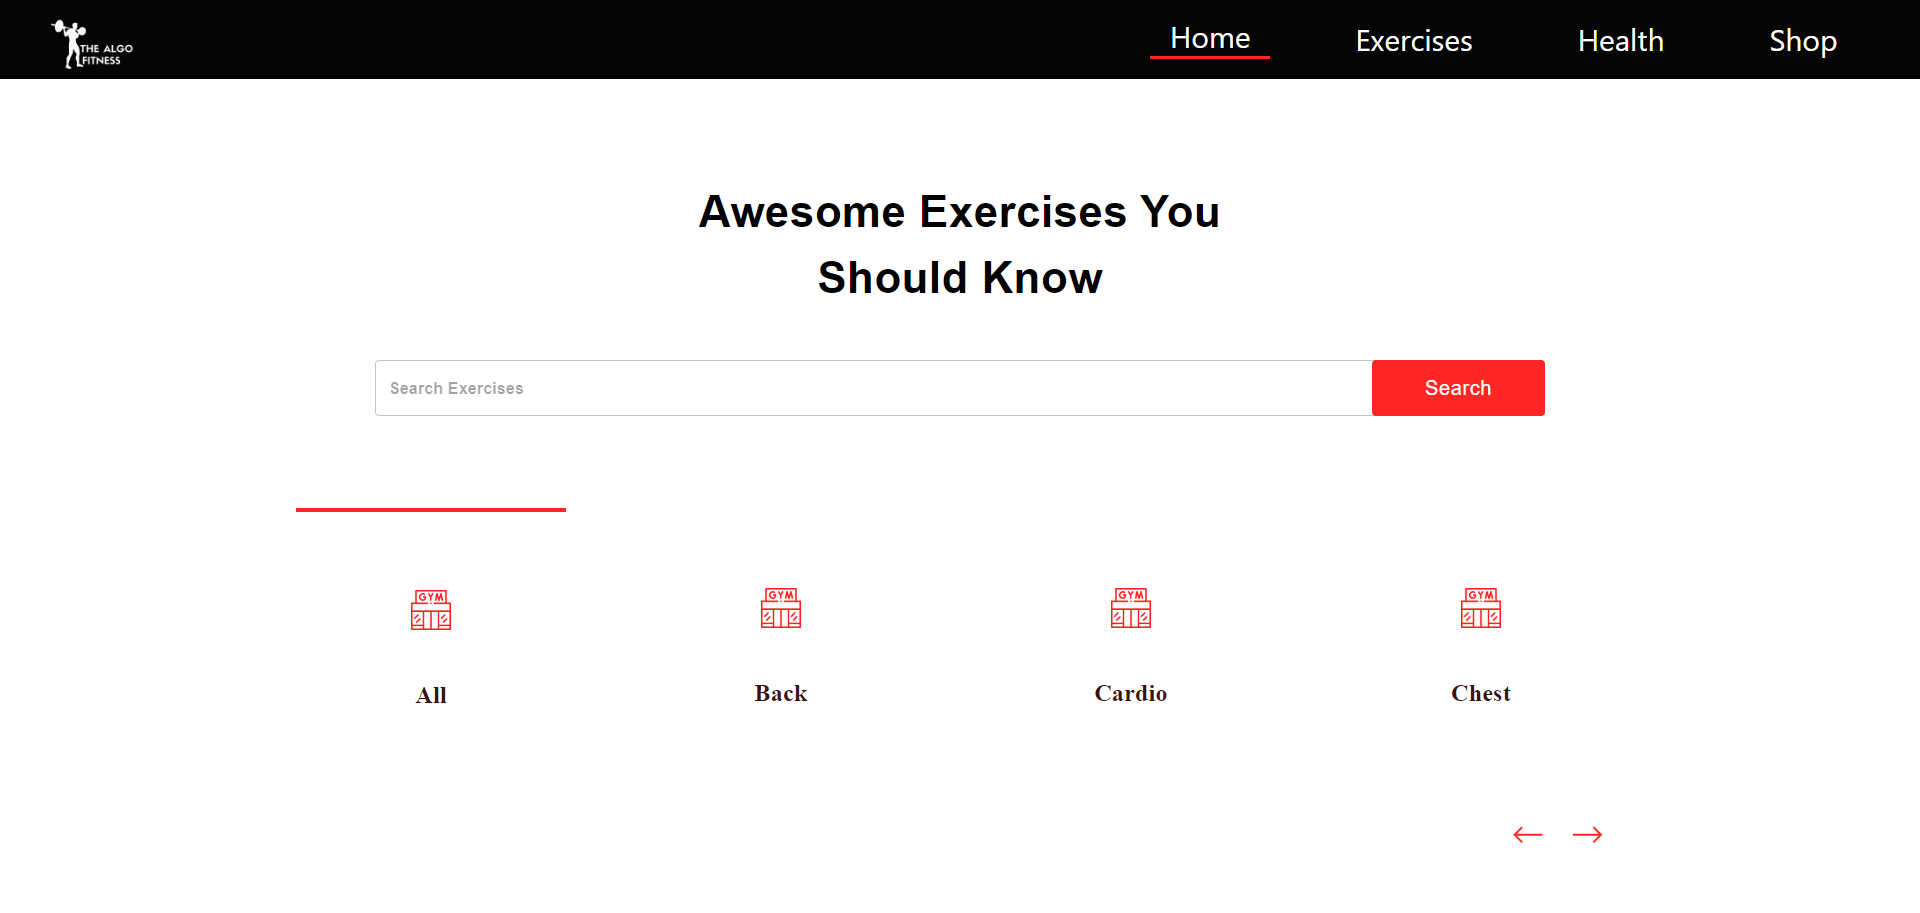 THE ALGO
FITNESS
Home
Exercises
Health
Shop
Awesome Exercises You
Should Know
Search Exercises
Search
GYM
GYM
GYM
GYM
All
Back
Cardio
Chest